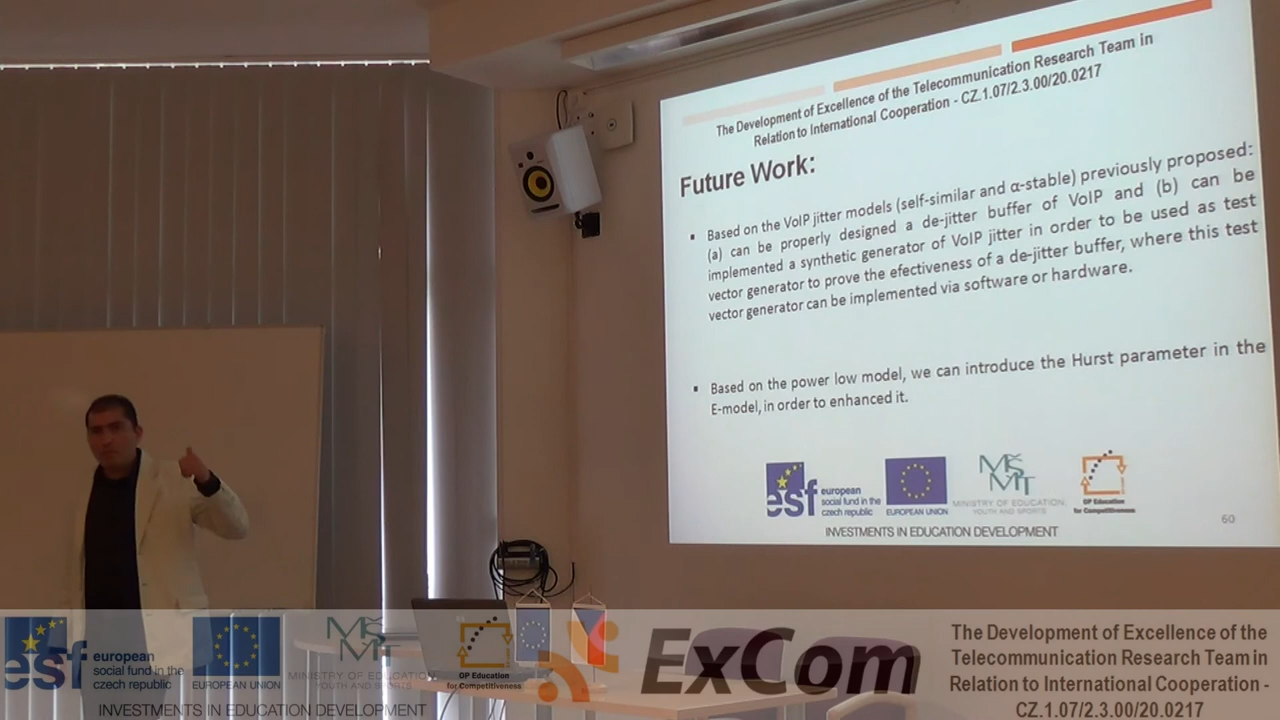 The Development of Excellence of the Telecommunication Research Team in
Relation to International Cooperation - CZ.1.07/2.3.00/20.0217
Future Work:
▪ Based on the VoIP jitter models (self-similar and α-stable) previously proposed:
(a) can be properly designed a de-jitter buffer of VoIP and (b) can be
implemented a synthetic generator of VoIP jitter in order to be used as test
vector generator to prove the efectiveness of a de-jitter buffer, where this test
vector generator can be implemented via software or hardware.
▪ Based on the power low model, we can introduce the Hurst parameter in the
E-model, in order to enhanced it.
esf
european
social fund in the
czech republic
EUROPEAN UNION
MŠMT
MINISTRY OF EDUCATION,
YOUTH AND SPORTS
OP Education
for Competitiveness
INVESTMENTS IN EDUCATION DEVELOPMENT
60
esf
european
social fund in the
czech republic
EUROPEAN UNION
MŠMT
MINISTRY OF EDUCATION
YOUTH AND SPORTS
OP Education
for Competitiveness
INVESTMENTS IN EDUCATION DEVELOPMENT
ExCom
The Development of Excellence of the
Telecommunication Research Team in
Relation to International Cooperation -
CZ.1.07/2.3.00/20.0217